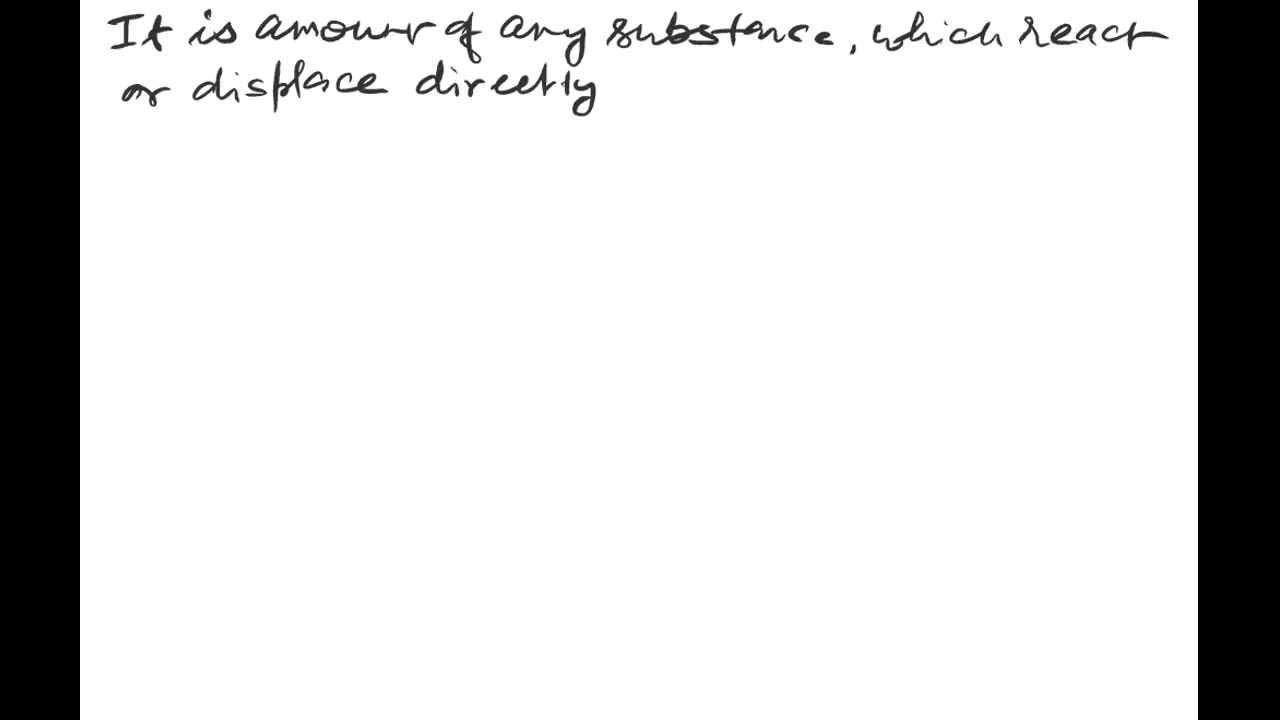 It is amount of any substance, which react
or displace directly